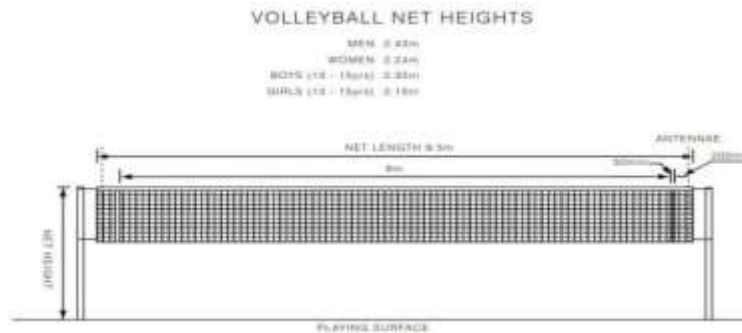 VOLLEYBALL NET HEIGHTS
MEN 2.43m
WOMEN 2.24m
BOYS
GIRLS
ANTENNAE
NET LENGTH 9.5m
9m
NET HEIGHT
PLAYING SURFACE